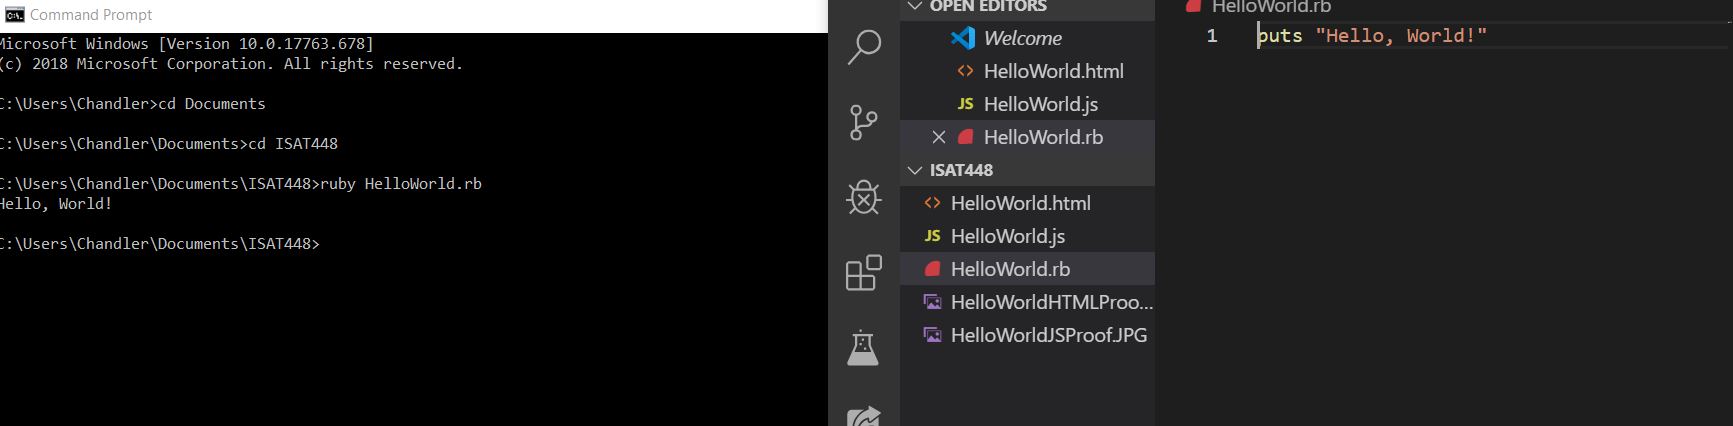 Command Prompt
Microsoft Windows [Version 10.0.17763.678]
(c) 2018 Microsoft Corporation. All rights reserved.
C:\Users\Chandler>cd Documents
C:\Users\Chandler\Documents>cd ISAT448
C:\Users\Chandler\Documents\ISAT448>ruby HelloWorld.rb
Hello, World!
C:\Users\Chandler\Documents\ISAT448>
OPEN EDITORS
Welcome
<> HelloWorld.html
JS HelloWorld.js
HelloWorld.rb
ISAT448
<> HelloWorld.html
JS HelloWorld.js
HelloWorld.rb
HelloWorldHTMLProo...
HelloWorldJSProof.JPG
HelloWorld.rb
1 puts "Hello, World!"